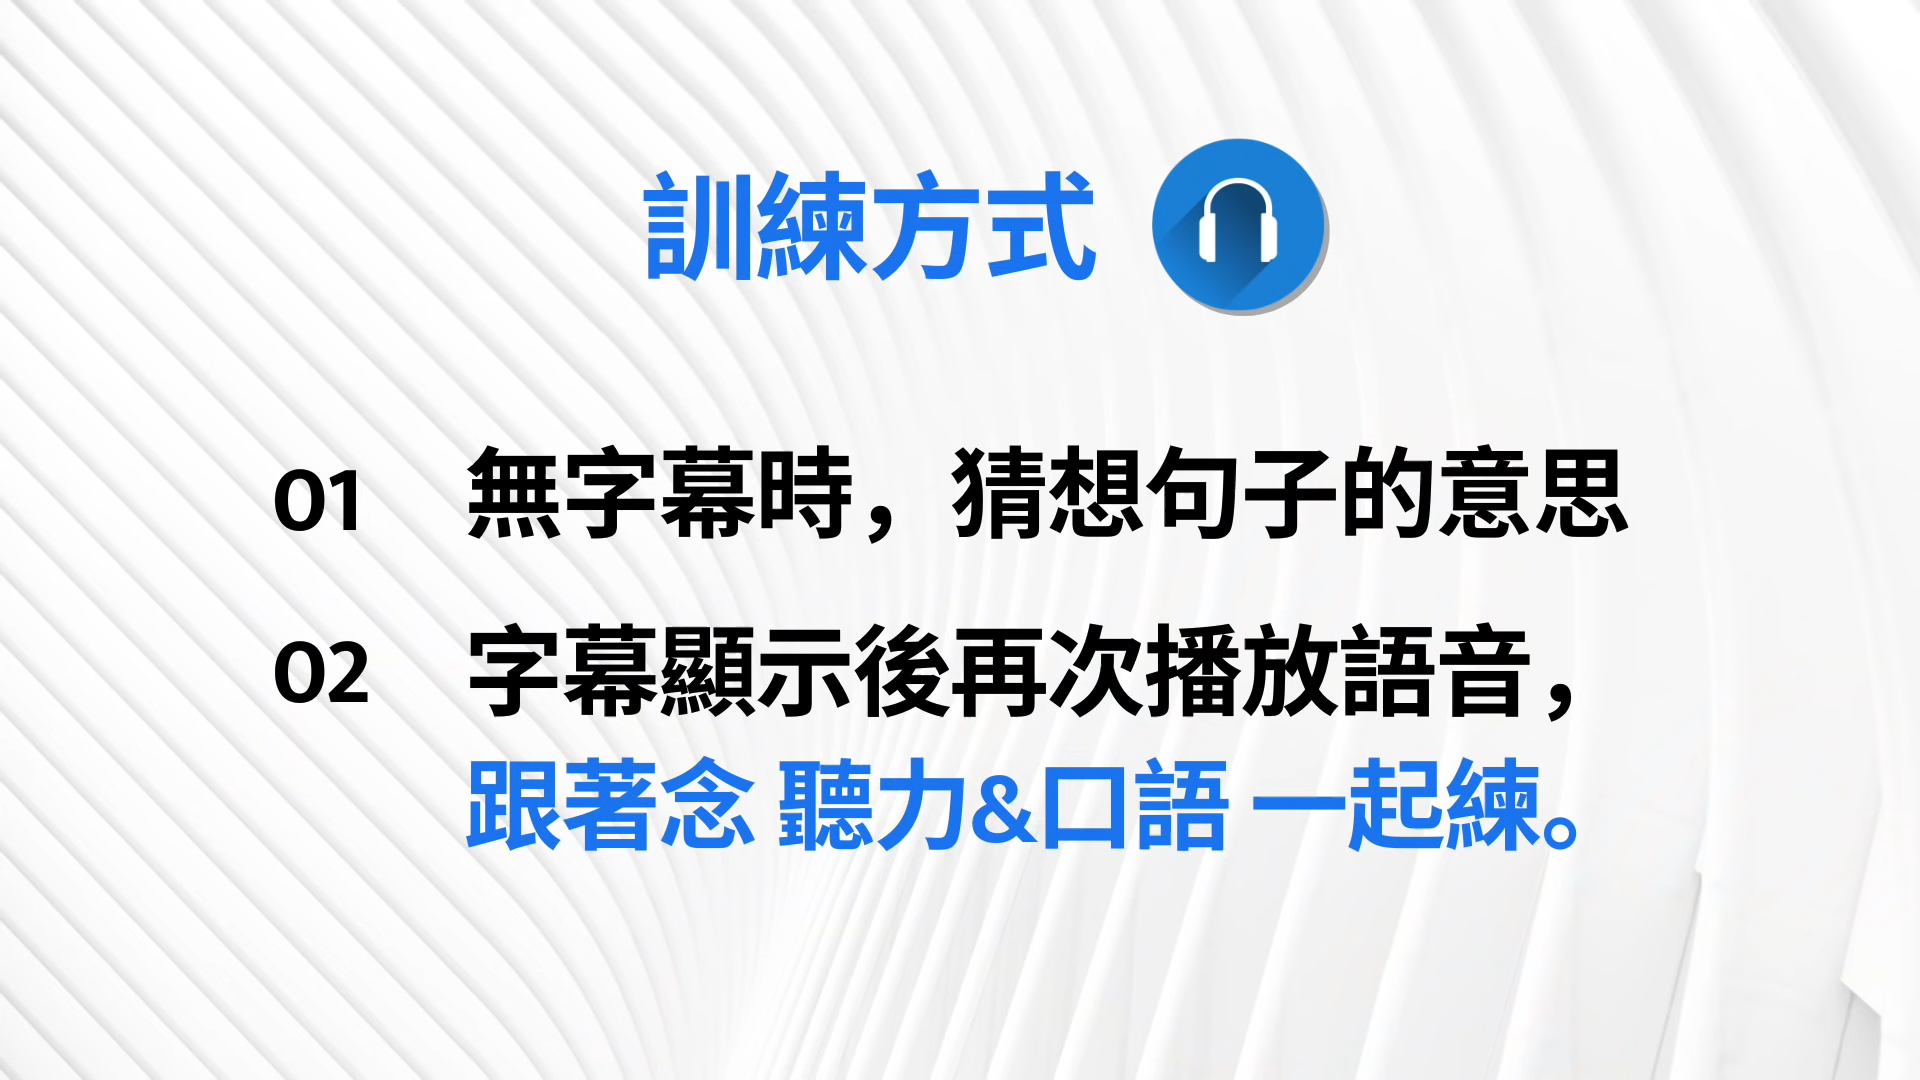 訓練方式
01 無字幕時，猜想句子的意思
02 字幕顯示後再次播放語音，
跟著念 聽力&口語 一起練。